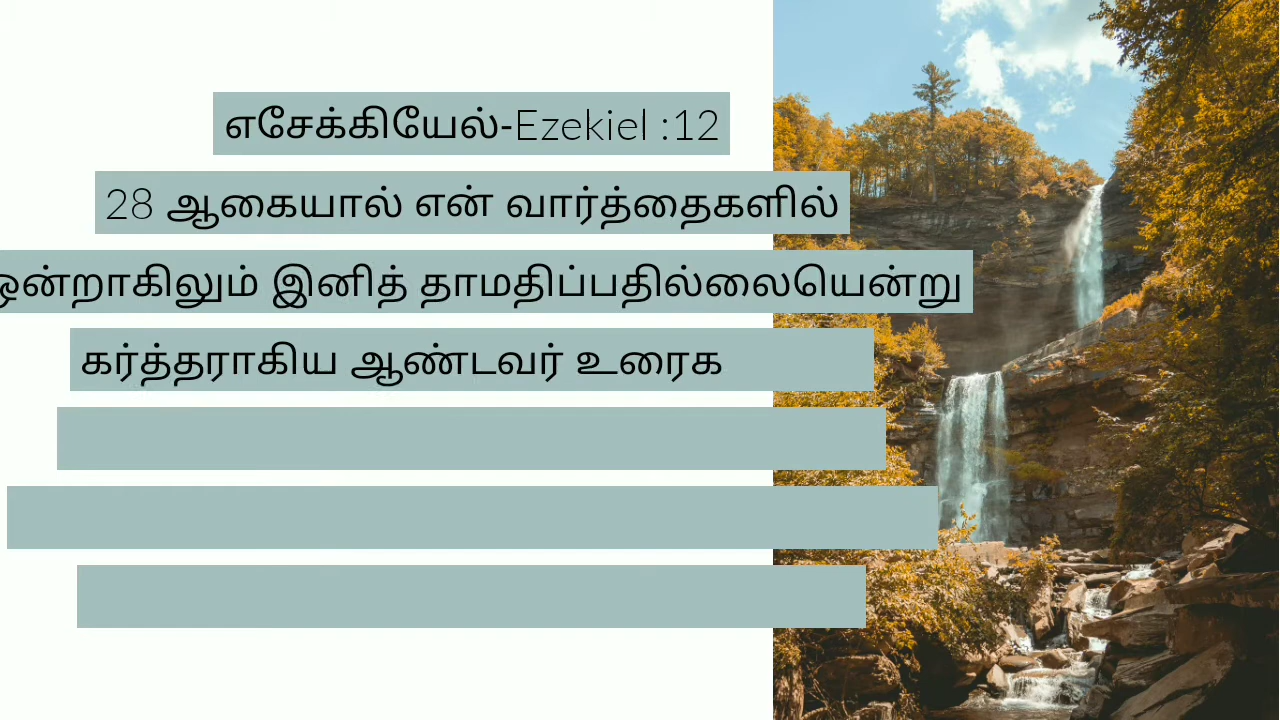 எசேக்கியேல்-Ezekiel :12
28 ஆகையால் என் வார்த்தைகளில்
ஒன்றாகிலும் இனித் தாமதிப்பதில்லையென்று
கர்த்தராகிய ஆண்டவர் உரைக